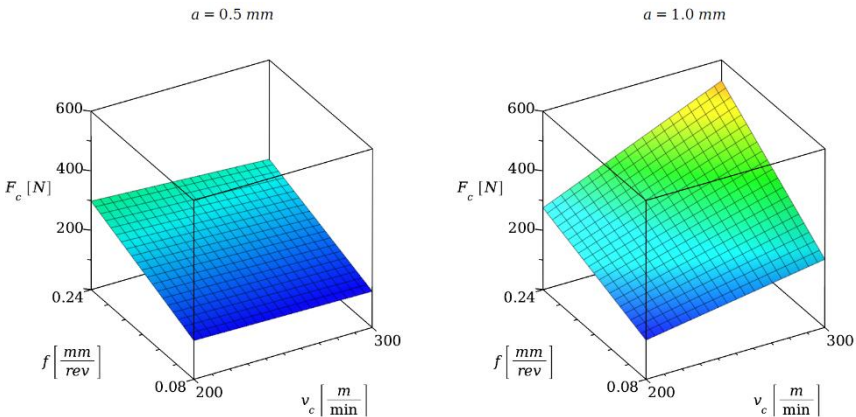 a = 0.5 mm
600
400
F_c [N]
200
0.24
f [mm/rev]
0.08
200
v_c [m/min]
300
a = 1.0 mm
600
400
F_c [N]
200
0.24
f [mm/rev]
0.08
200
v_c [m/min]
300